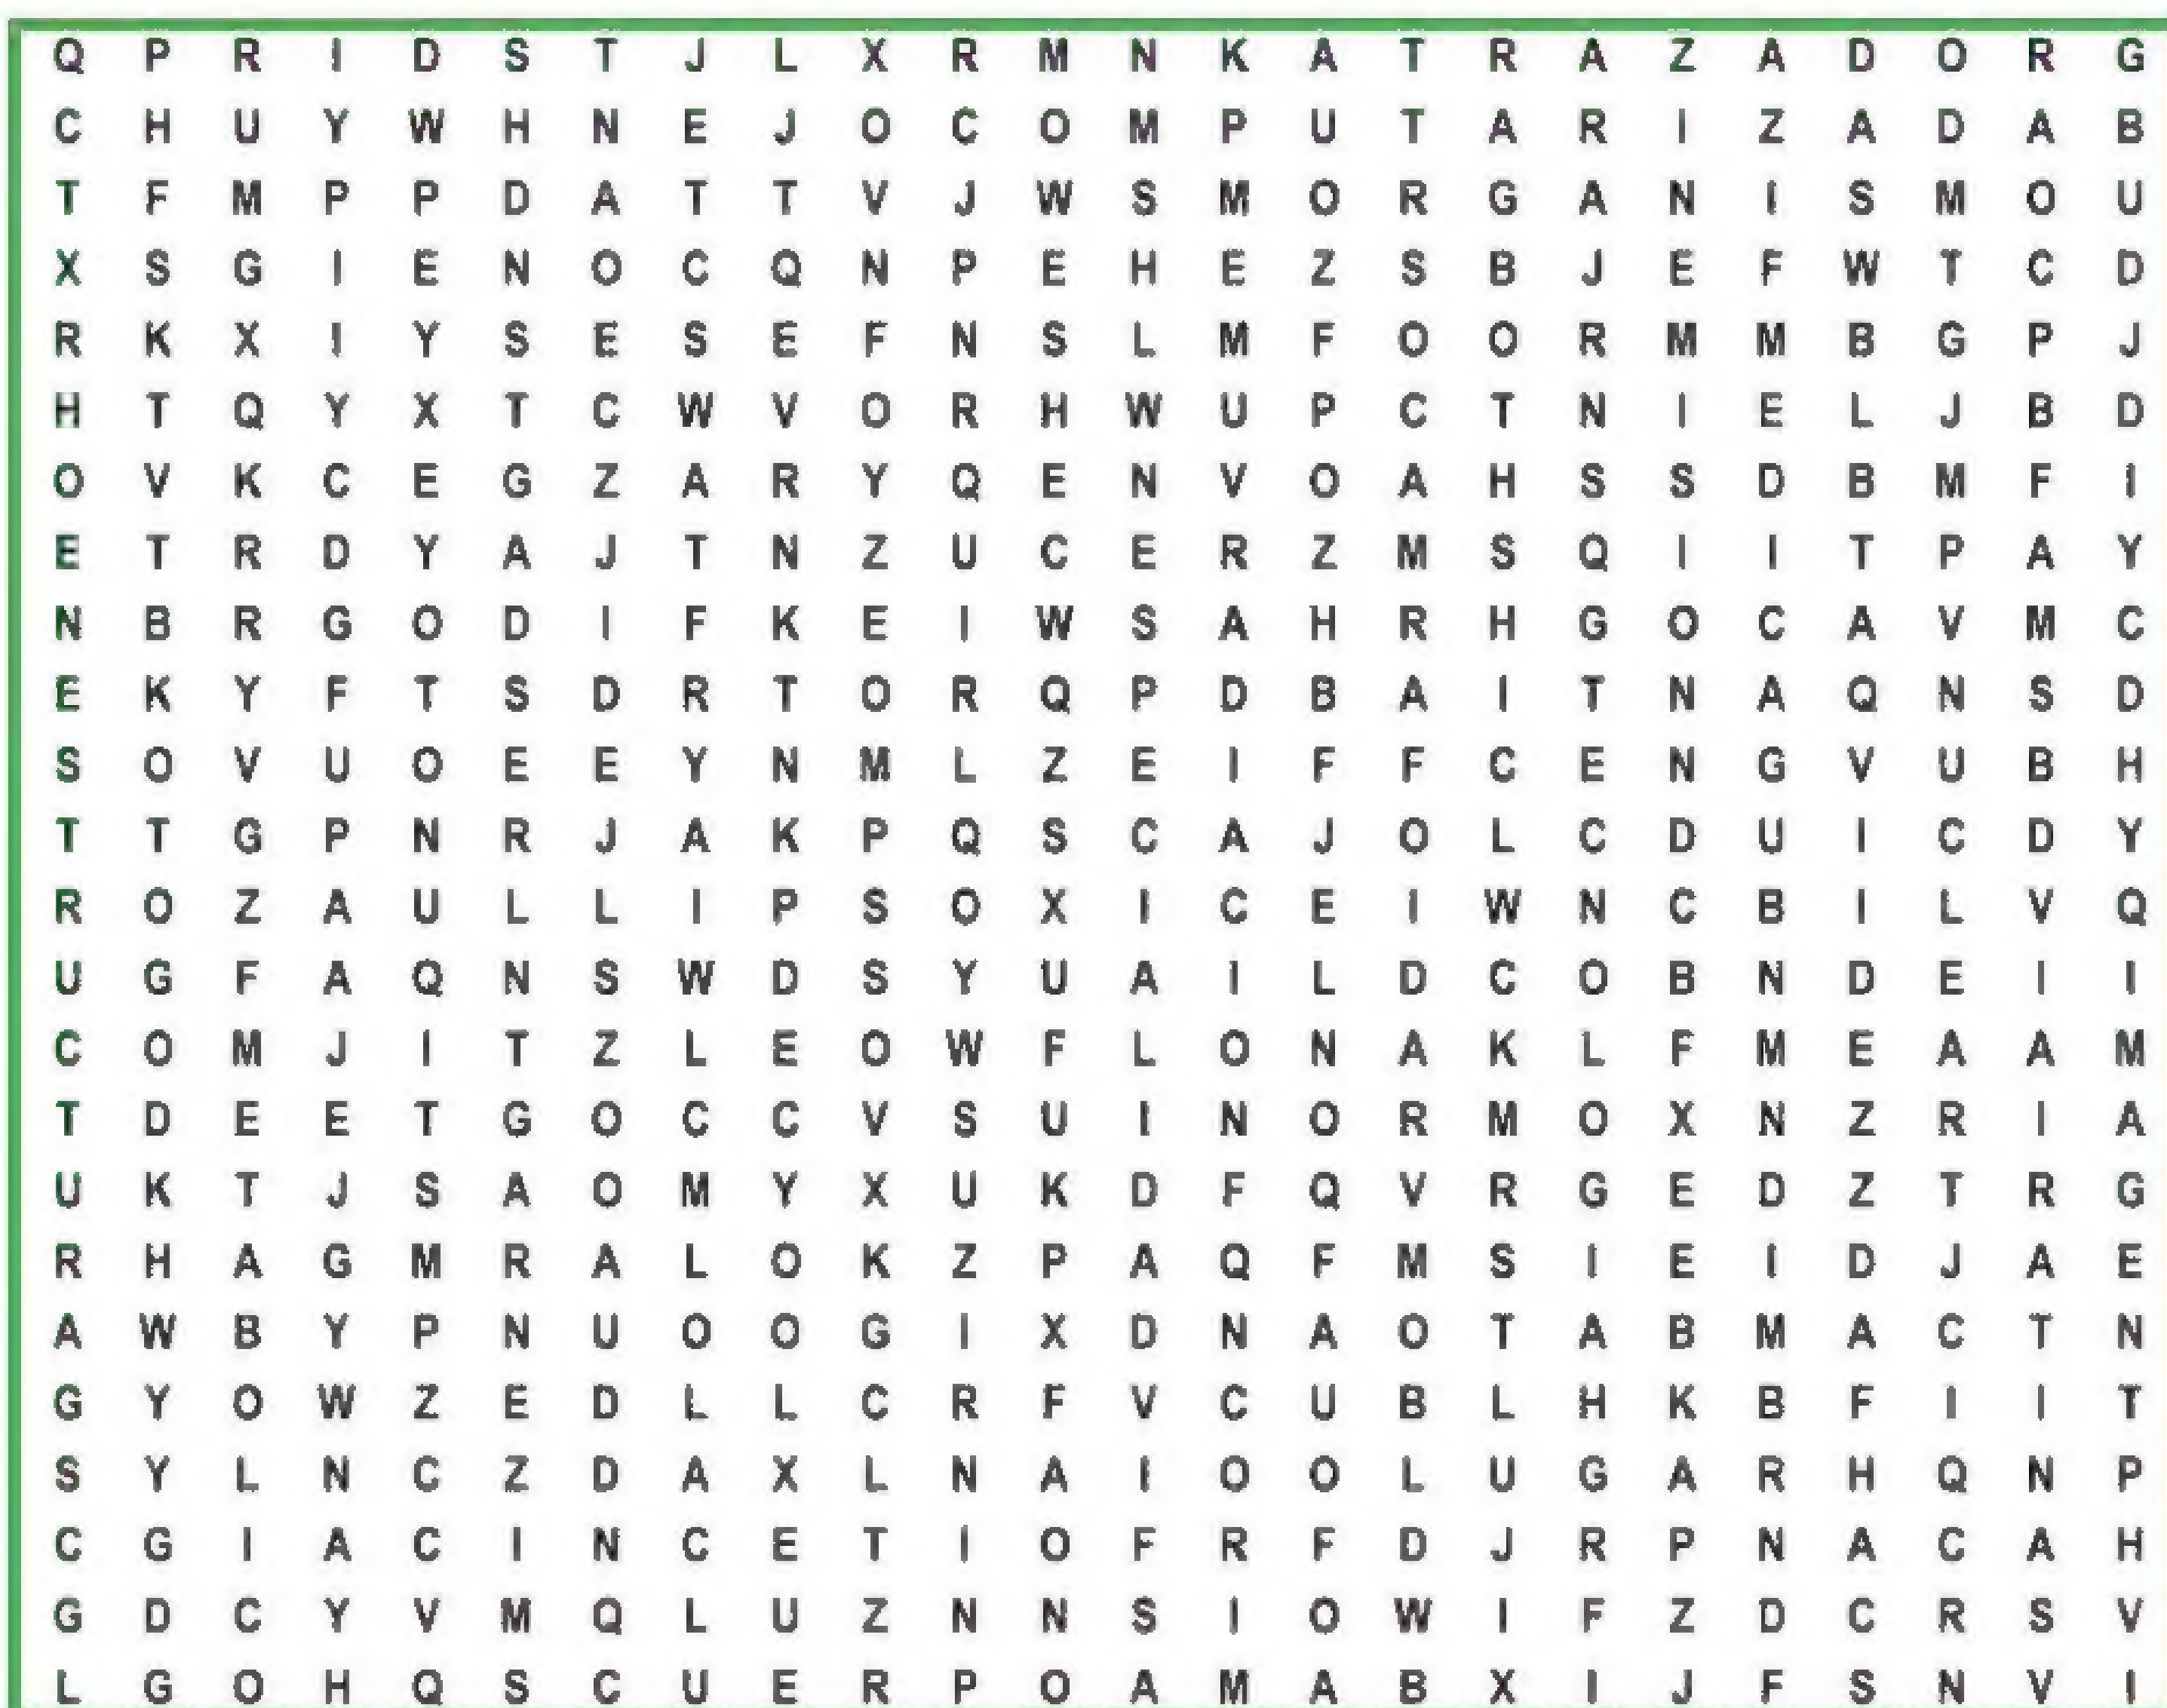 Q P R I D S T J L X R M N K A T R A Z A D O R G
C H U Y W H N E J O C O M P U T A R I Z A D A B
T F M P P D A T T V J W S M O R G A N I S M O U
X S G I E N O C Q N P E H E Z S B J E F W T C D
R K X I Y S E S E F N S L M F O O R M M B G P J
H T Q Y X T C W V O R H W U P C T N I E L J B D
O V K C E G Z A R Y Q E N V O A H S S D B M F I
E T R D Y A J T N Z U C E R Z M S Q I I T P A Y
N B R G O D I F K E I W S A H R H G O C A V M C
E K Y F T S D R T O R Q P D B A I T N A Q N S D
S O V U O E E Y N M L Z E I F F C E N G V U B H
T T G P N R J A K P Q S C A J O L C D U I C D Y
R O Z A U L L I P S O X I C E I W N C B I L V Q
U G F A Q N S W D S Y U A I L D C O B N D E I I
C O M J I T Z L E O W F L O N A K L F M E A A M
T D E E T G O C C V S U I N O R M O X N Z R I A
U K T J S A O M Y X U K D F Q V R G E D Z T R G
R H A G M R A L O K Z P A Q F M S I E I D J A E
A W B Y P N U O O G I X D N A O T A B M A C T N
G Y O W Z E D L L C R F V C U B L H K B F I I T
S Y L N C Z D A X L N A I O O L U G A R H Q N P
C G I A C I N C E T I O F R F D J R P N A C A H
G D C Y V M Q L U Z N N S I O W I F Z D C R S V
L G O H Q S C U E R P O A M A B X I J F S N V I